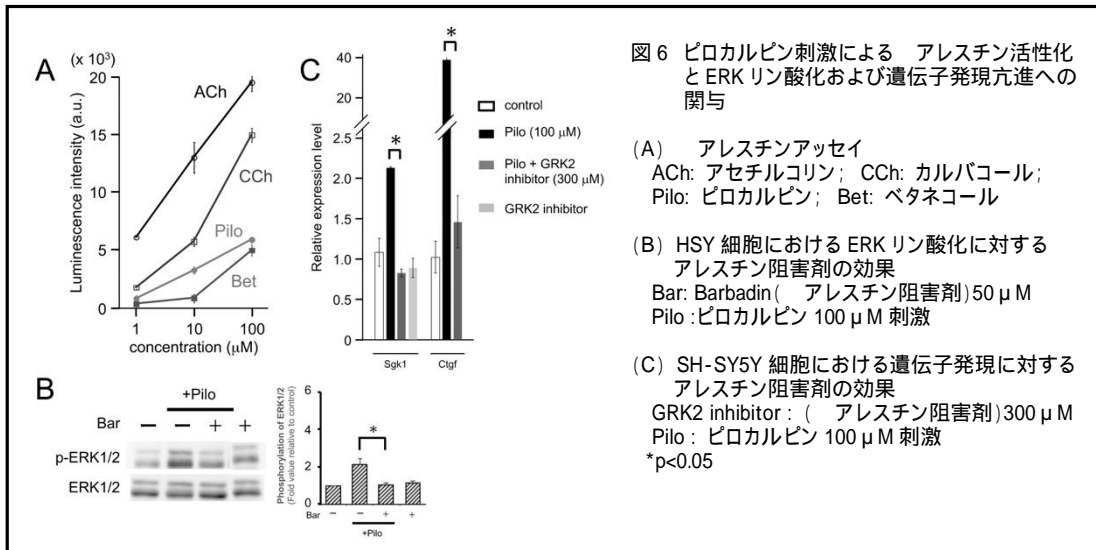 A
(x 10³)
Luminescence intensity (a.u.)
20
15
10
5
0
ACh
CCh
Pilo
Bet
1
10
100
concentration (μM)
C
Relative expression level
40
20
2.5
2.0
1.5
1.0
0.5
0
*
*
Sgk1
Ctgf
control
Pilo (100 μM)
Pilo + GRK2
inhibitor (300 μM)
GRK2 inhibitor
B
+Pilo
Bar − − + +
p-ERK1/2
ERK1/2
Phosphorylation of ERK1/2
(Fold value relative to control)
6
4
2
0
*
Bar − − + +
+Pilo
図6 ピロカルピン刺激による アレスチン活性化
と ERK リン酸化および遺伝子発現亢進への
関与
(A) アレスチンアッセイ
ACh: アセチルコリン; CCh: カルバコール;
Pilo: ピロカルピン; Bet: ベタネコール
(B) HSY 細胞における ERK リン酸化に対する
アレスチン阻害剤の効果
Bar: Barbadin( アレスチン阻害剤)50 μM
Pilo :ピロカルピン 100 μM 刺激
(C) SH-SY5Y 細胞における遺伝子発現に対する
アレスチン阻害剤の効果
GRK2 inhibitor : ( アレスチン阻害剤)300 μM
Pilo : ピロカルピン 100 μM 刺激
*p<0.05